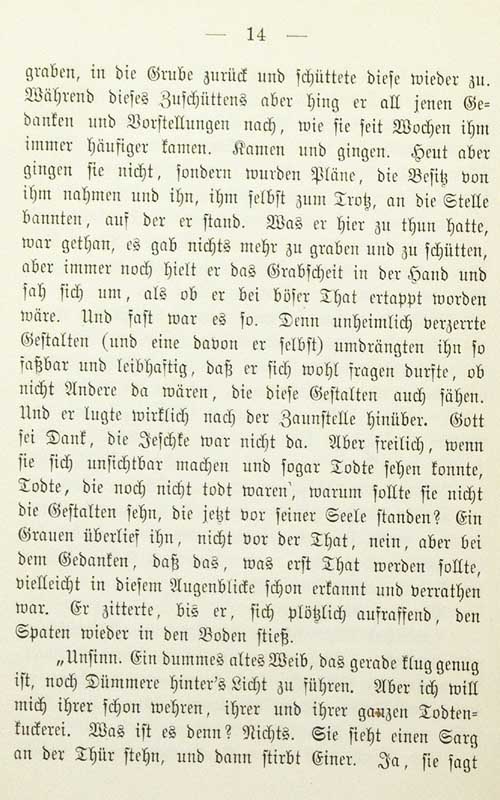 — 14 —
graben, in die Grube zurück und schüttete diese wieder zu.
Während dieses Zuschüttens aber hing er all jenen Ge-
danken und Vorstellungen nach, wie sie seit Wochen ihm
immer häufiger kamen. Kamen und gingen. Heut aber
gingen sie nicht, sondern wurden Pläne, die Besitz von
ihm nahmen und ihn, ihm selbst zum Trotz, an die Stelle
bannten, auf der er stand. Was er hier zu thun hatte,
war gethan, es gab nichts mehr zu graben und zu schütten,
aber immer noch hielt er das Grabscheit in der Hand und
sah sich um, als ob er bei böser That ertappt worden
wäre. Und fast war es so. Denn unheimlich verzerrte
Gestalten (und eine davon er selbst) umdrängten ihn so
faßbar und leibhaftig, daß er sich wohl fragen durfte, ob
nicht Andere da wären, die diese Gestalten auch sähen.
Und er lugte wirklich nach der Zaunstelle hinüber. Gott
sei Dank, die Jeschke war nicht da. Aber freilich, wenn
sie sich unsichtbar machen und sogar Todte sehen konnte,
Todte, die noch nicht todt waren, warum sollte sie nicht
die Gestalten sehn, die jetzt vor seiner Seele standen? Ein
Grauen überlief ihn, nicht vor der That, nein, aber bei
dem Gedanken, daß das, was erst That werden sollte,
vielleicht in diesem Augenblicke schon erkannt und verrathen
war. Er zitterte, bis er, sich plötzlich aufraffend, den
Spaten wieder in den Boden stieß.
„Unsinn. Ein dummes altes Weib, das gerade klug genug
ist, noch Dümmere hinter's Licht zu führen. Aber ich will
mich ihrer schon wehren, ihrer und ihrer ganzen Todten-
kuckerei. Was ist es denn? Nichts. Sie sieht einen Sarg
an der Thür stehn, und dann stirbt Einer. Ja, sie sagt